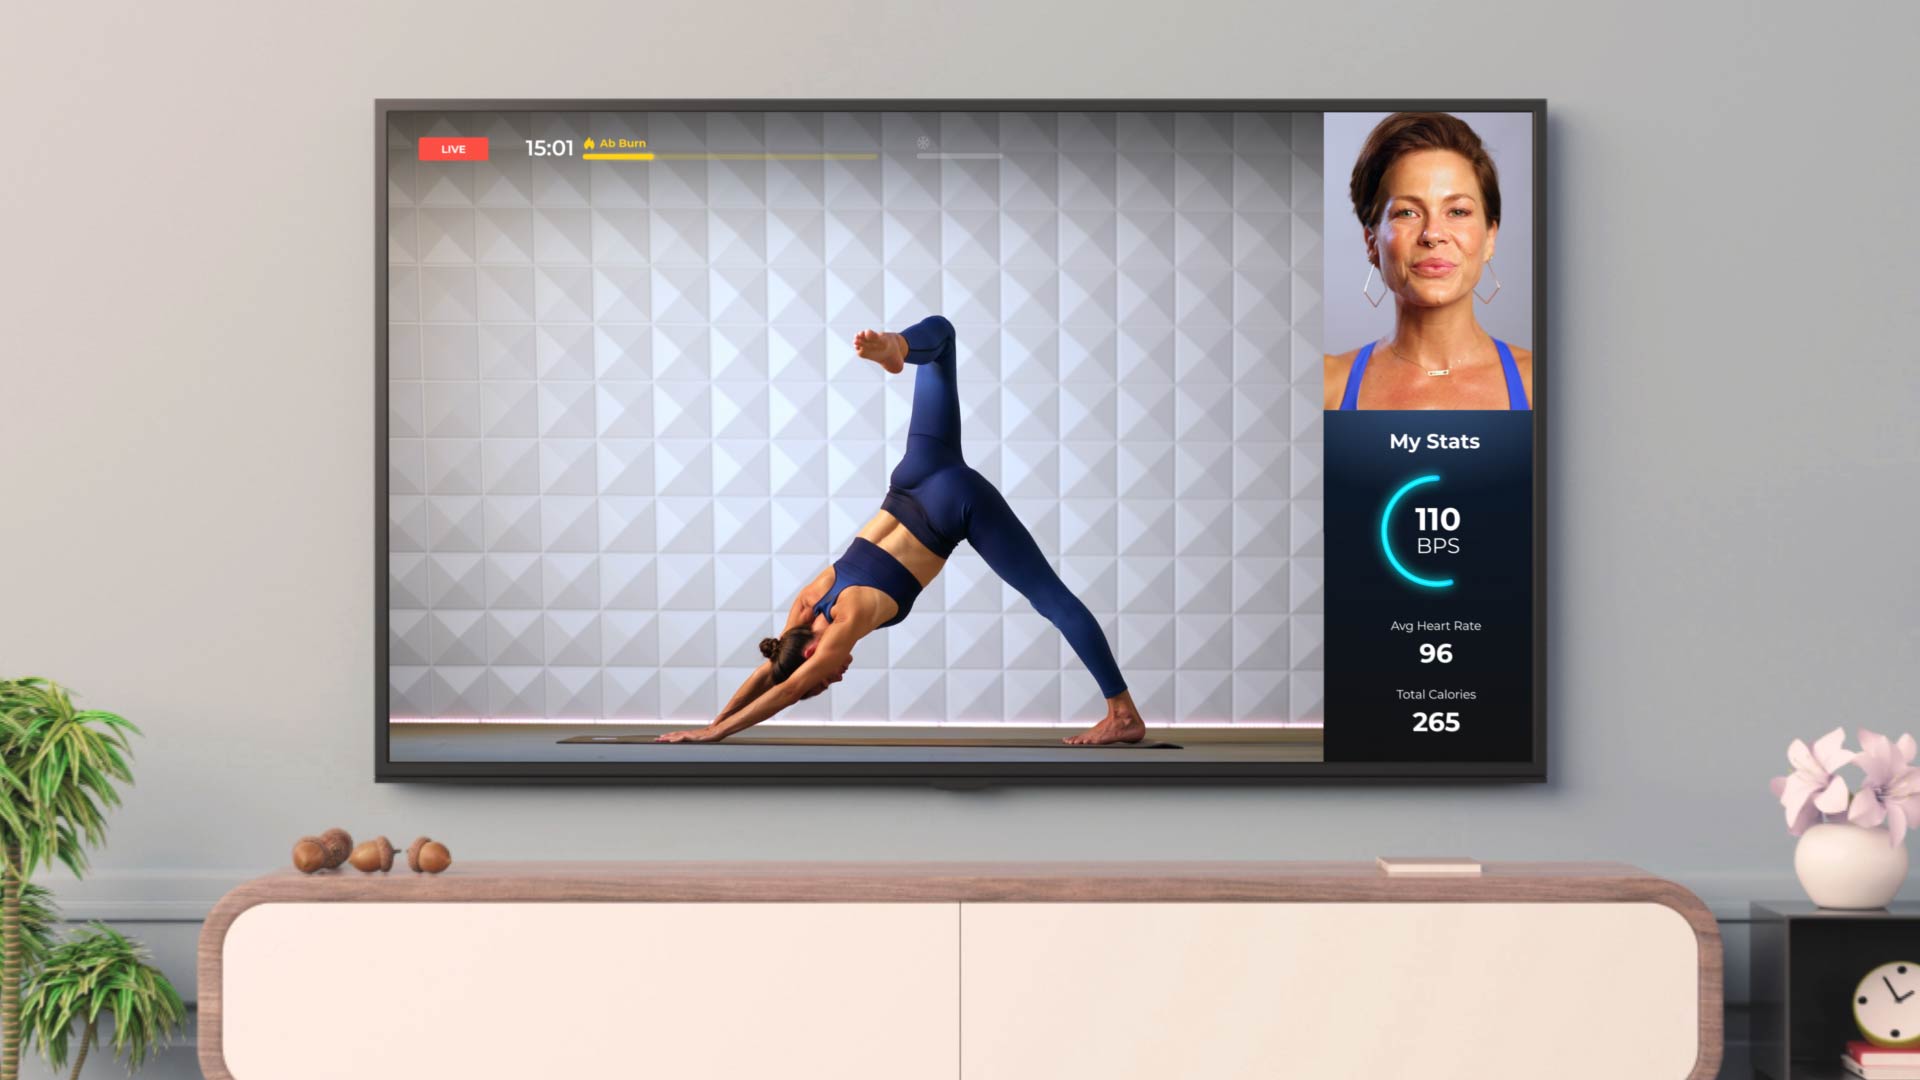 LIVE
15:01
Ab Burn
My Stats
110
BPS
Avg Heart Rate
96
Total Calories
265